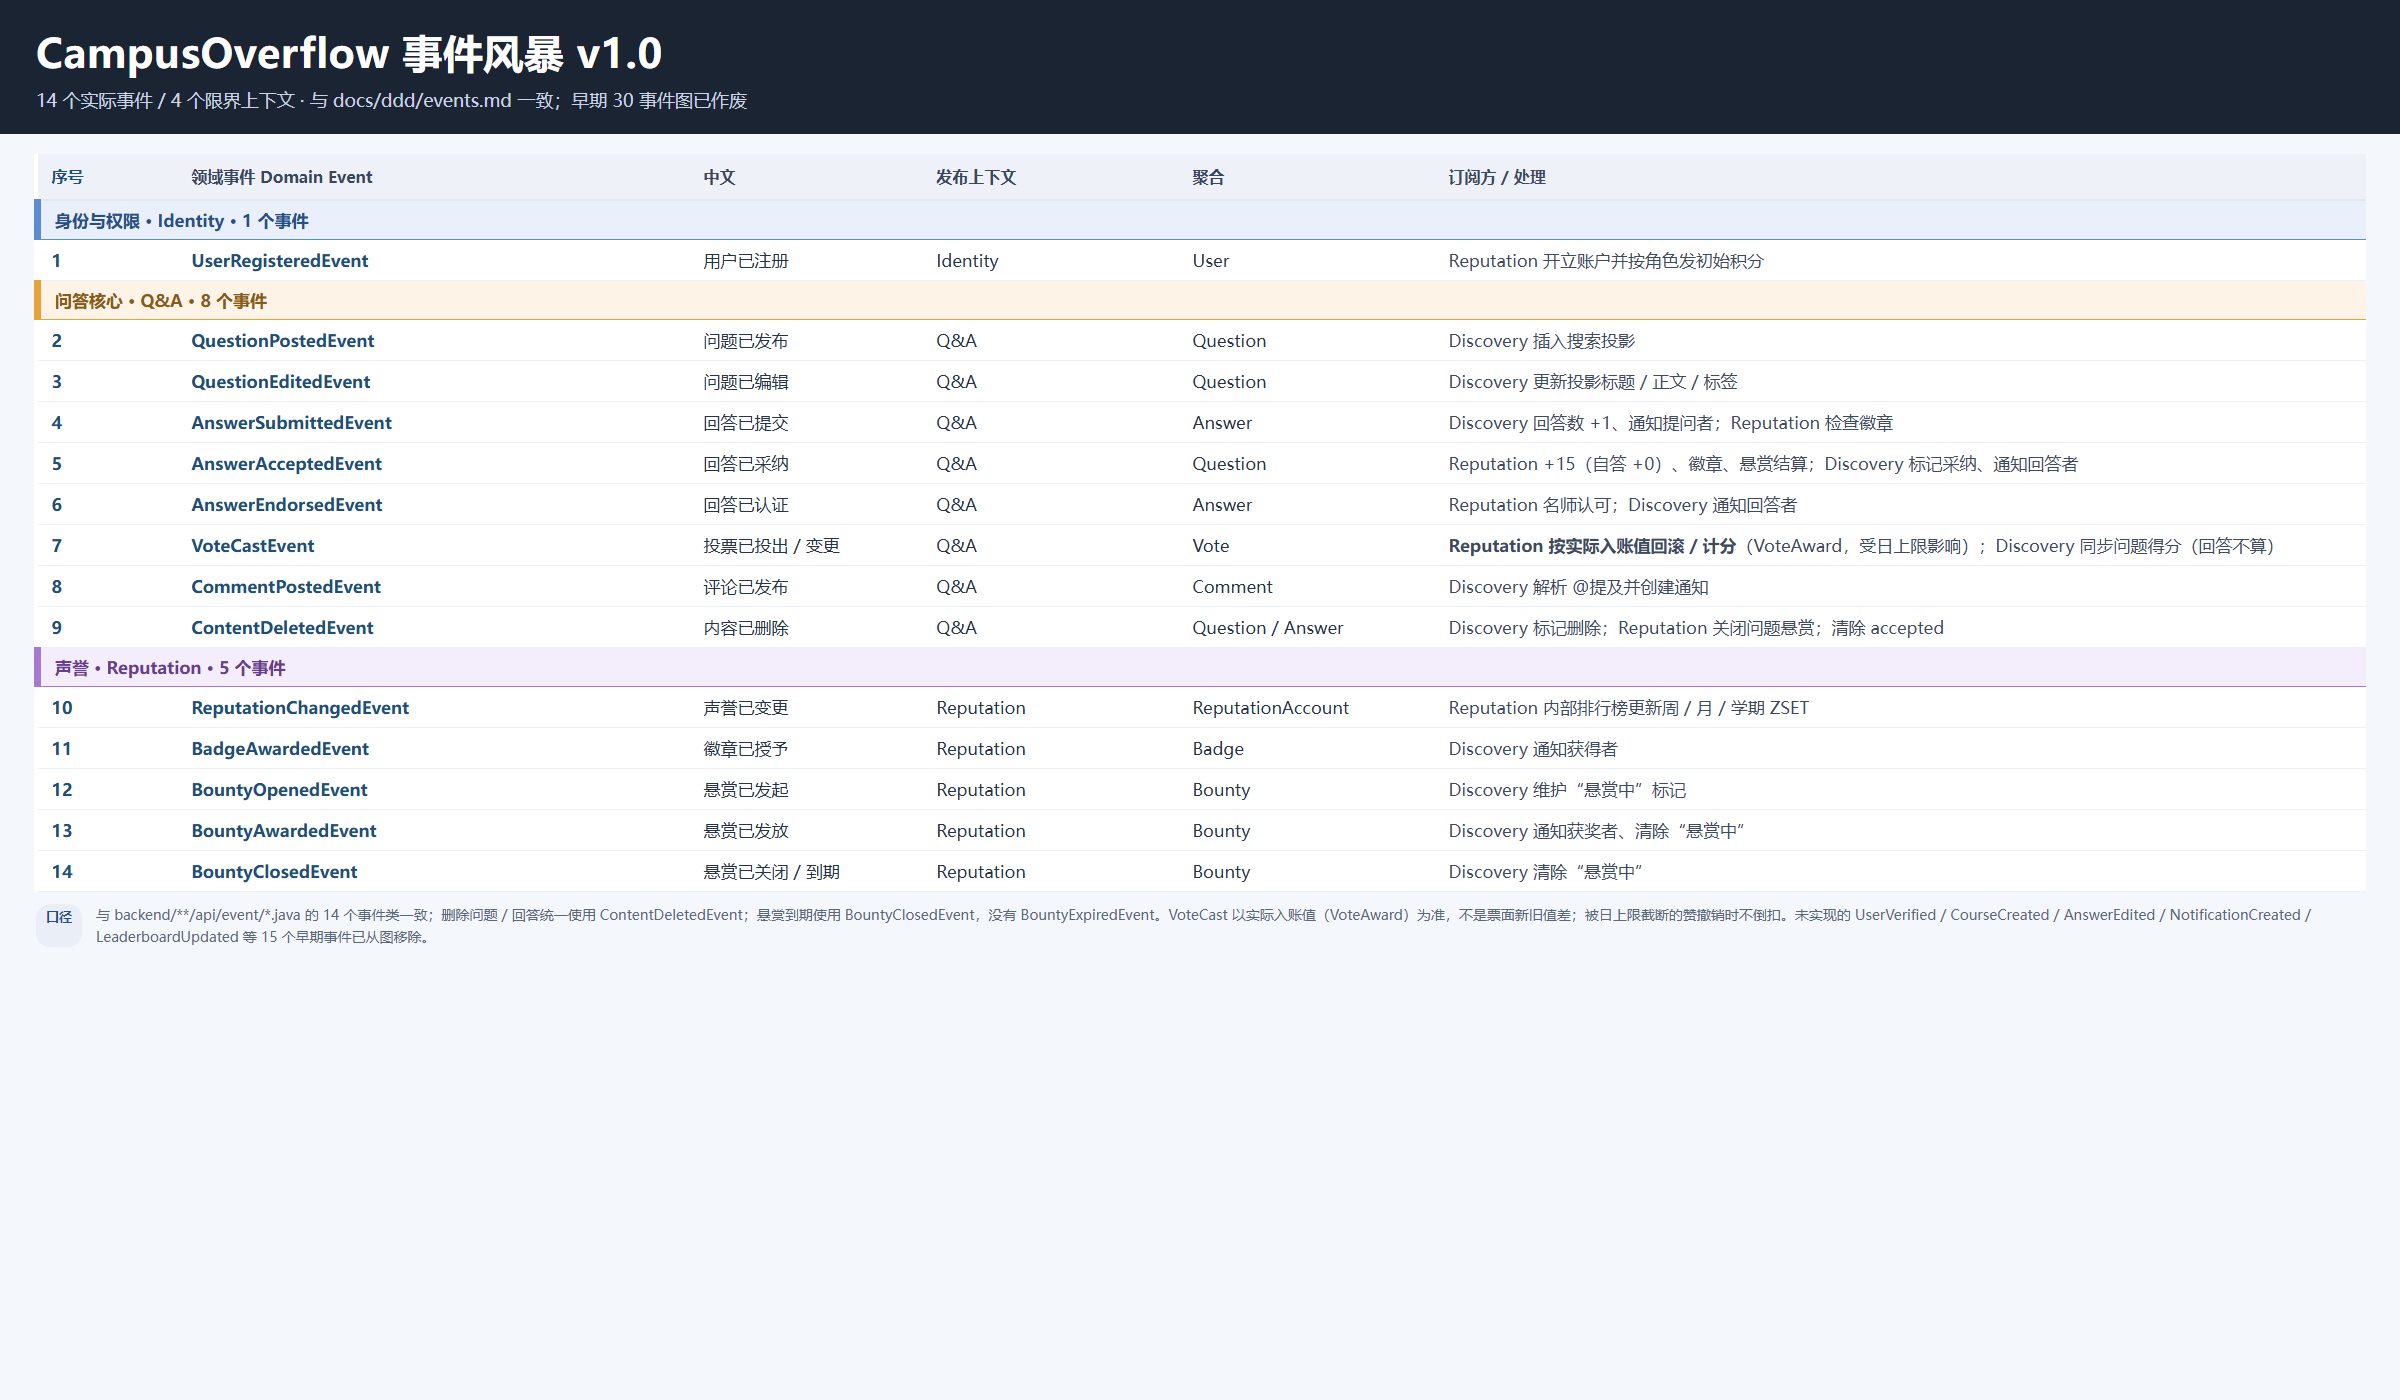 CampusOverflow 事件风暴 v1.0
14 个实际事件 / 4 个限界上下文 · 与 docs/ddd/events.md 一致；早期 30 事件图已作废
序号 领域事件 Domain Event 中文 发布上下文 聚合 订阅方 / 处理
身份与权限 • Identity • 1 个事件
1 UserRegisteredEvent 用户已注册 Identity User Reputation 开立账户并按角色发初始积分
问答核心 • Q&A • 8 个事件
2 QuestionPostedEvent 问题已发布 Q&A Question Discovery 插入搜索投影
3 QuestionEditedEvent 问题已编辑 Q&A Question Discovery 更新投影标题 / 正文 / 标签
4 AnswerSubmittedEvent 回答已提交 Q&A Answer Discovery 回答数 +1、通知提问者；Reputation 检查徽章
5 AnswerAcceptedEvent 回答已采纳 Q&A Question Reputation +15（自答 +0）、徽章、悬赏结算；Discovery 标记采纳、通知回答者
6 AnswerEndorsedEvent 回答已认证 Q&A Answer Reputation 名师认可；Discovery 通知回答者
7 VoteCastEvent 投票已投出 / 变更 Q&A Vote Reputation 按实际入账值回滚 / 计分（VoteAward，受日上限影响）；Discovery 同步问题得分（回答不算）
8 CommentPostedEvent 评论已发布 Q&A Comment Discovery 解析 @提及并创建通知
9 ContentDeletedEvent 内容已删除 Q&A Question / Answer Discovery 标记删除；Reputation 关闭问题悬赏；清除 accepted
声誉 • Reputation • 5 个事件
10 ReputationChangedEvent 声誉已变更 Reputation ReputationAccount Reputation 内部排行榜更新周 / 月 / 学期 ZSET
11 BadgeAwardedEvent 徽章已授予 Reputation Badge Discovery 通知获得者
12 BountyOpenedEvent 悬赏已发起 Reputation Bounty Discovery 维护“悬赏中”标记
13 BountyAwardedEvent 悬赏已发放 Reputation Bounty Discovery 通知获奖者、清除“悬赏中”
14 BountyClosedEvent 悬赏已关闭 / 到期 Reputation Bounty Discovery 清除“悬赏中”
口径 与 backend/**/api/event/*.java 的 14 个事件类一致；删除问题 / 回答统一使用 ContentDeletedEvent；悬赏到期使用 BountyClosedEvent，没有 BountyExpiredEvent。VoteCast 以实际入账值（VoteAward）为准，不是票面新旧值差；被日上限截断的赞撤销时不倒扣。未实现的 UserVerified / CourseCreated / AnswerEdited / NotificationCreated /
LeaderboardUpdated 等 15 个早期事件已从图移除。